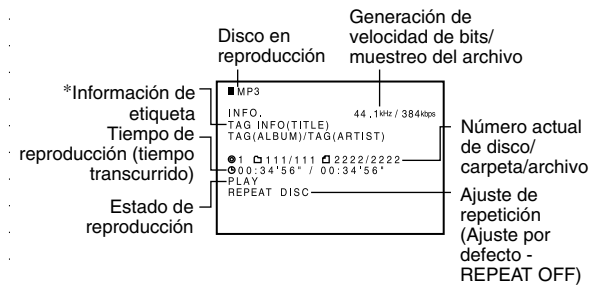 Generación de
velocidad de bits/
muestreo del archivo
Disco en
reproducción
*Información de
etiqueta
Tiempo de
reproducción (tiempo
transcurrido)
Estado de
reproducción
MP3
INFO. 44.1kHz / 384kbps
TAG INFO(TITLE)
TAG(ALBUM)/TAG(ARTIST)
1 111/111 2222/2222
00:34'56" / 00:34'56"
PLAY
REPEAT DISC
Número actual
de disco/
carpeta/archivo
Ajuste de
repetición
(Ajuste por
defecto -
REPEAT OFF)